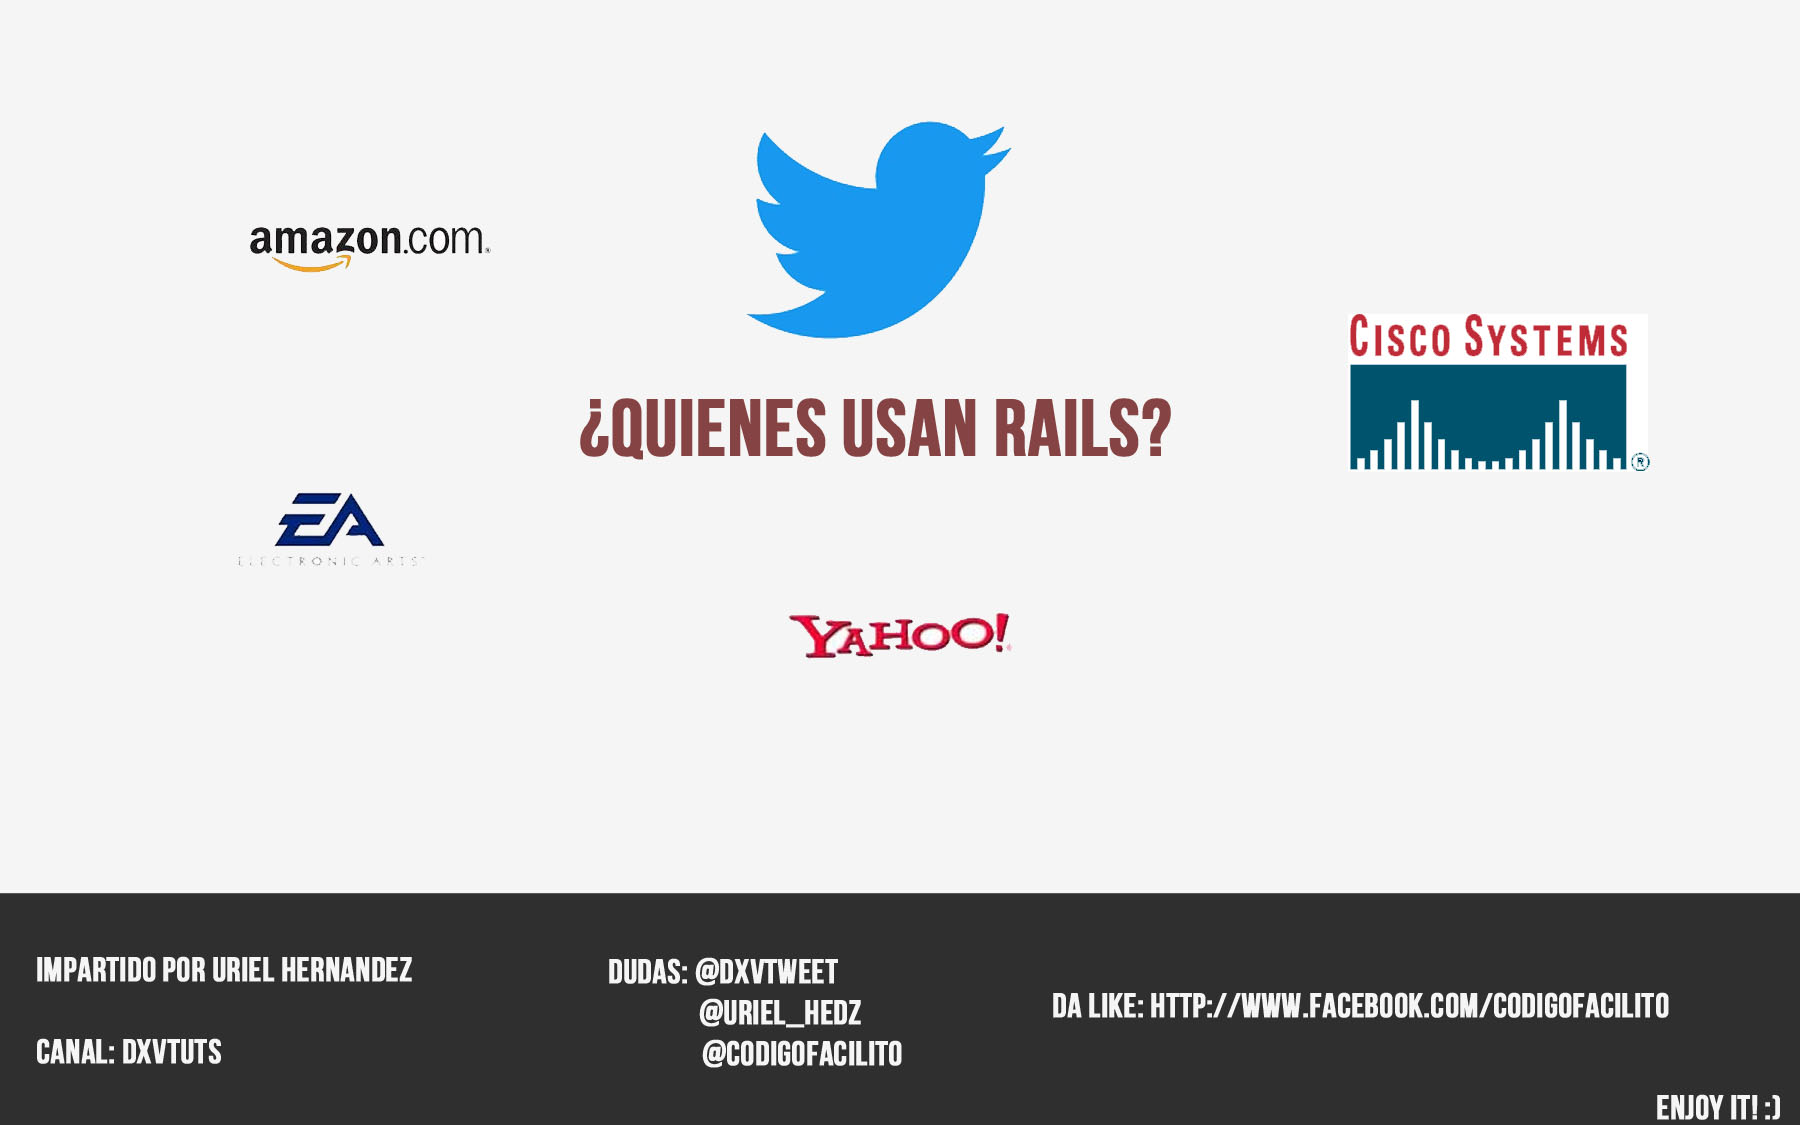 amazon.com®
CISCO SYSTEMS
®
¿QUIENES USAN RAILS?
EA
ELECTRONIC ARTS™
YAHOO!®
IMPARTIDO POR URIEL HERNANDEZ
CANAL: DXVTUTS
DUDAS: @DXVTWEET
@URIEL_HEDZ
@CODIGOFACILITO
DA LIKE: HTTP://WWW.FACEBOOK.COM/CODIGOFACILITO
ENJOY IT! :)